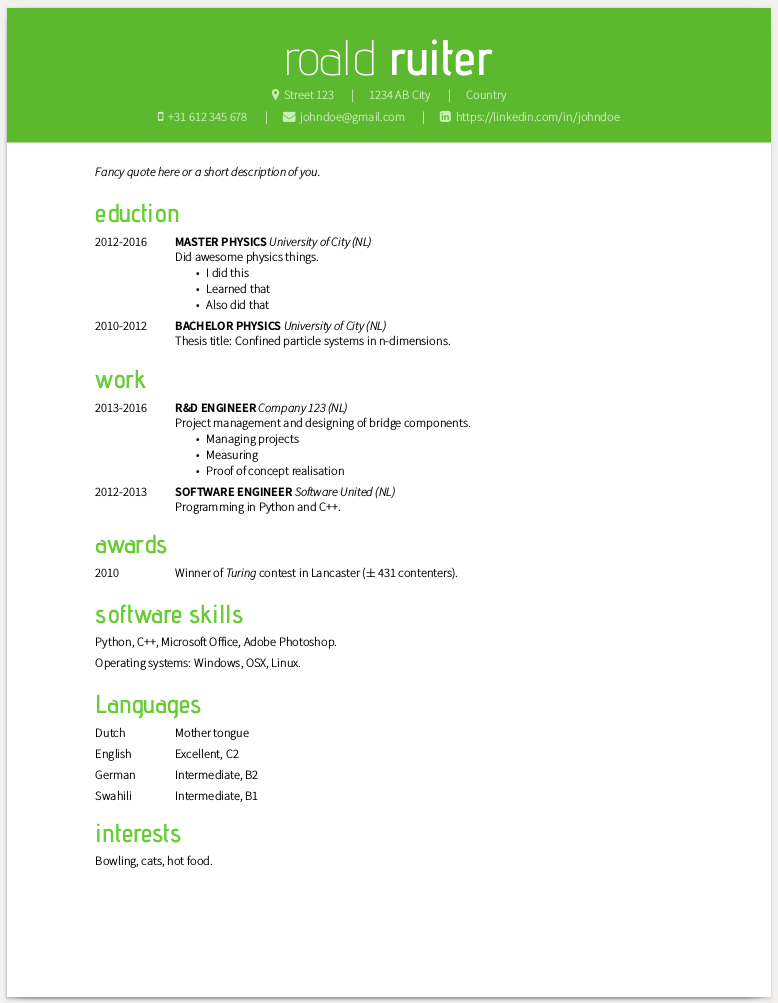 roald ruiter
Street 123 | 1234 AB City | Country
+31 612 345 678 | johndoe@gmail.com | https://linkedin.com/in/johndoe
Fancy quote here or a short description of you.
eduction
2012-2016 MASTER PHYSICS University of City (NL)
Did awesome physics things.
• I did this
• Learned that
• Also did that
2010-2012 BACHELOR PHYSICS University of City (NL)
Thesis title: Confined particle systems in n-dimensions.
work
2013-2016 R&D ENGINEER Company 123 (NL)
Project management and designing of bridge components.
• Managing projects
• Measuring
• Proof of concept realisation
2012-2013 SOFTWARE ENGINEER Software United (NL)
Programming in Python and C++.
awards
2010 Winner of Turing contest in Lancaster (± 431 contenters).
software skills
Python, C++, Microsoft Office, Adobe Photoshop.
Operating systems: Windows, OSX, Linux.
Languages
Dutch Mother tongue
English Excellent, C2
German Intermediate, B2
Swahili Intermediate, B1
interests
Bowling, cats, hot food.